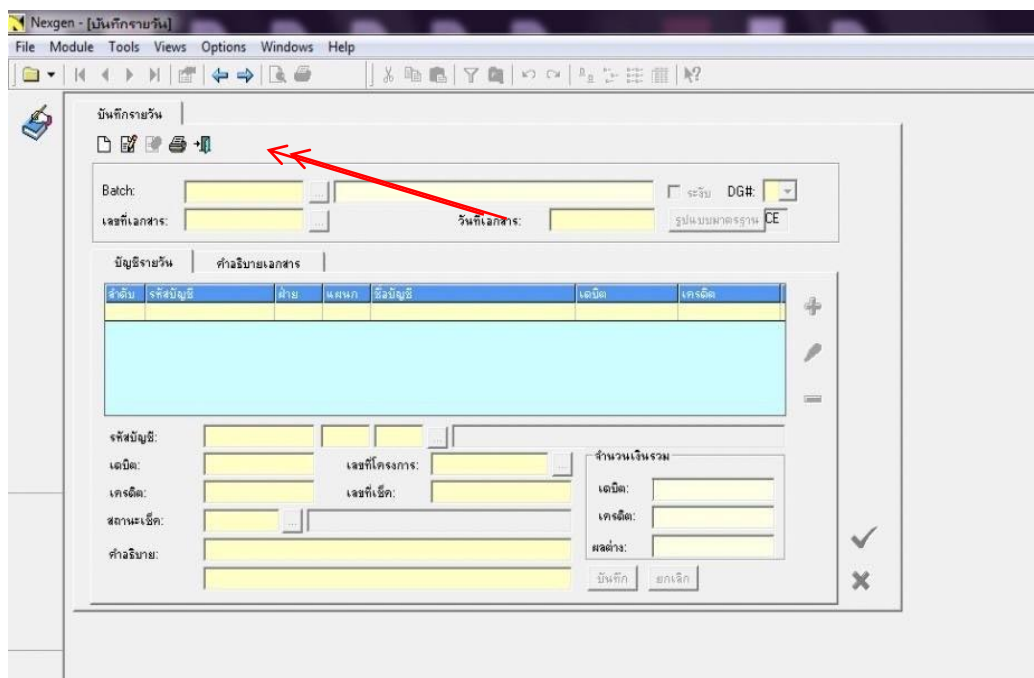 Nexgen - [บันทึกรายวัน]
File Module Tools Views Options Windows Help
บันทึกรายวัน
Batch: ... ระงับ DG#:
เลขที่เอกสาร: ... วันที่เอกสาร: รูปแบบมาตรฐาน CE
บัญชีรายวัน คำอธิบายเอกสาร
ลำดับ รหัสบัญชี ฝ่าย แผนก ชื่อบัญชี เดบิต เครดิต
รหัสบัญชี: ...
เดบิต: เลขที่โครงการ: ... จำนวนเงินรวม
เครดิต: เลขที่เช็ค: เดบิต:
สถานะเช็ค: ... เครดิต:
คำอธิบาย: ผลต่าง:
บันทึก ยกเลิก